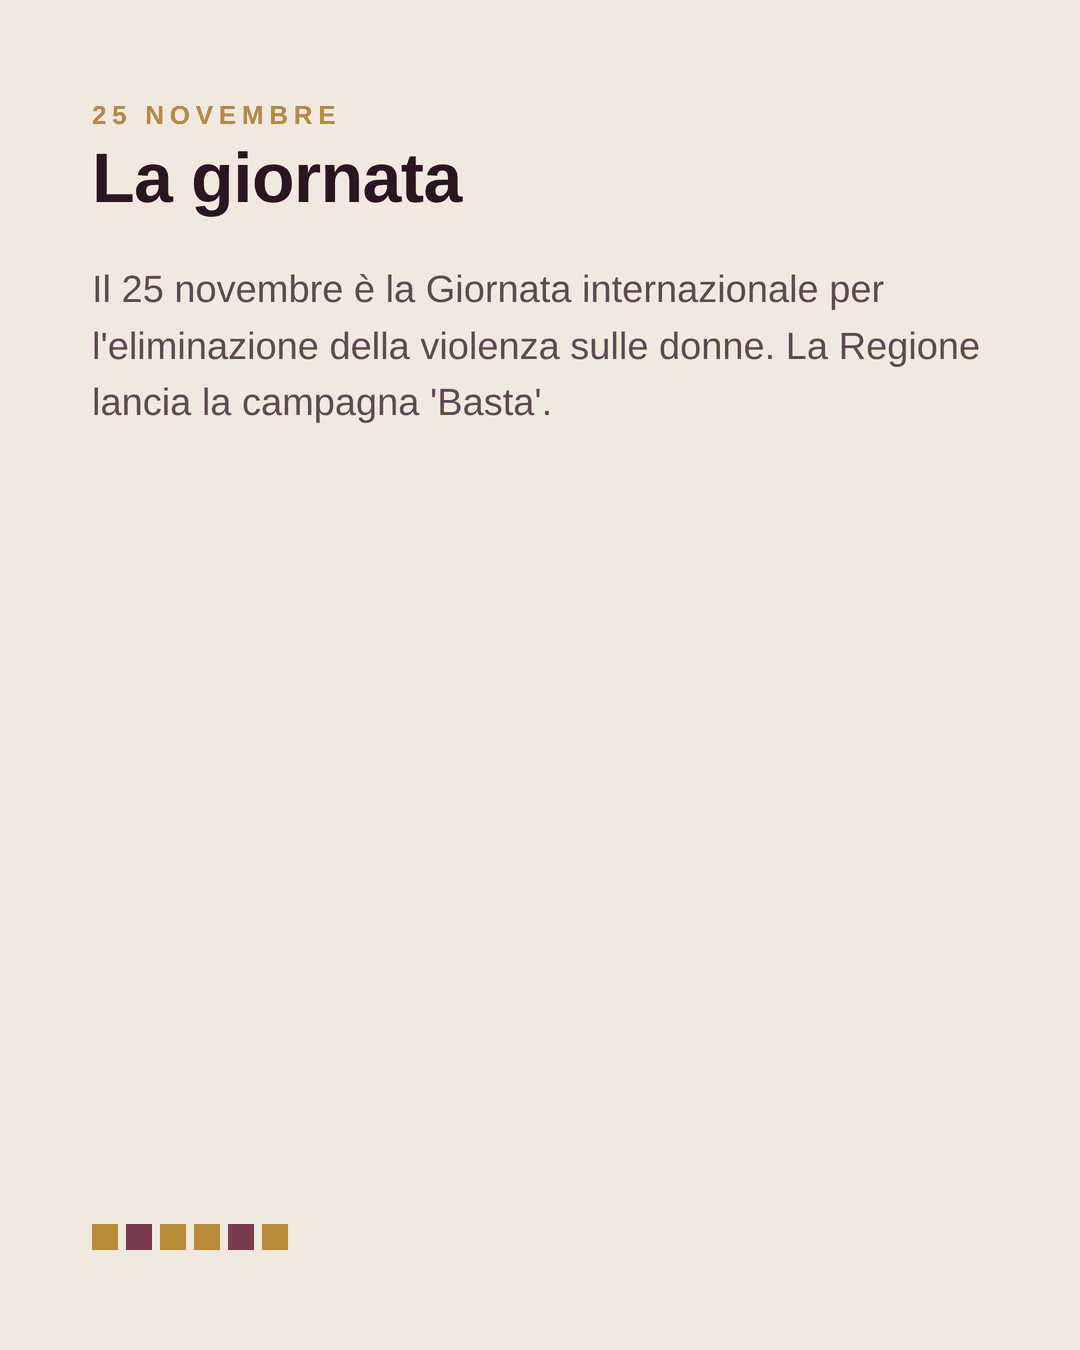 25 NOVEMBRE
La giornata
Il 25 novembre è la Giornata internazionale per
l'eliminazione della violenza sulle donne. La Regione
lancia la campagna 'Basta'.